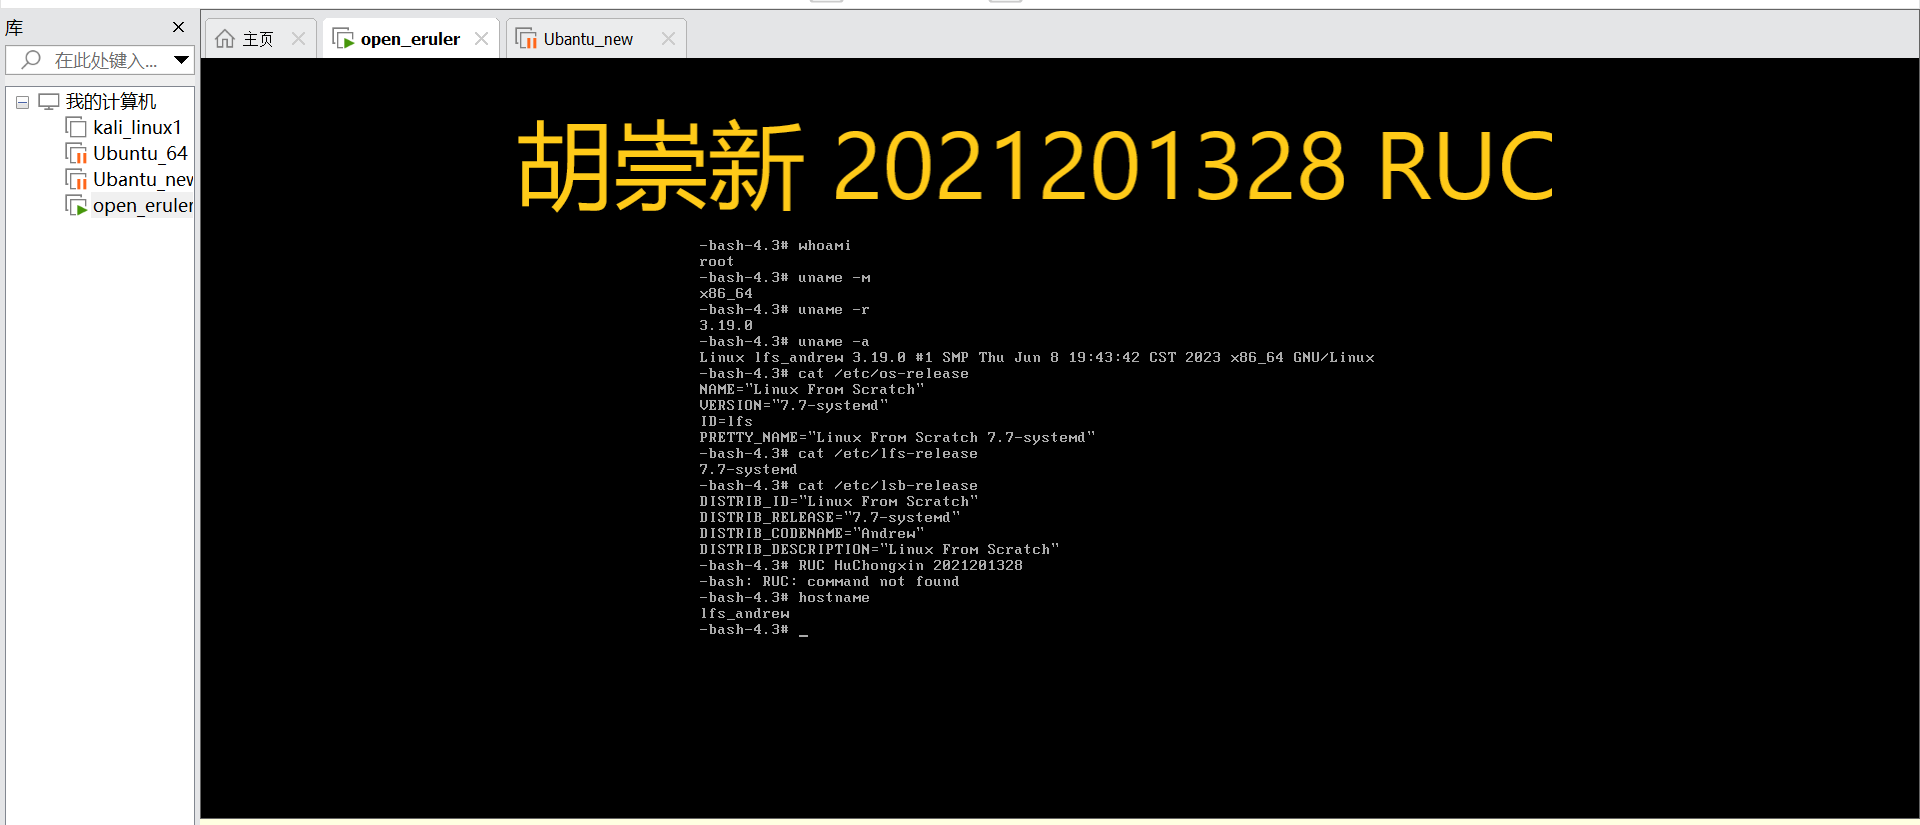 库
在此处键入...
我的计算机
kali_linux1
Ubuntu_64
Ubantu_new
open_eruler
主页
open_eruler
Ubantu_new
胡崇新 2021201328 RUC
-bash-4.3# whoami
root
-bash-4.3# uname -m
x86_64
-bash-4.3# uname -r
3.19.0
-bash-4.3# uname -a
Linux lfs_andrew 3.19.0 #1 SMP Thu Jun 8 19:43:42 CST 2023 x86_64 GNU/Linux
-bash-4.3# cat /etc/os-release
NAME="Linux From Scratch"
VERSION="7.7-systemd"
ID=lfs
PRETTY_NAME="Linux From Scratch 7.7-systemd"
-bash-4.3# cat /etc/lfs-release
7.7-systemd
-bash-4.3# cat /etc/lsb-release
DISTRIB_ID="Linux From Scratch"
DISTRIB_RELEASE="7.7-systemd"
DISTRIB_CODENAME="Andrew"
DISTRIB_DESCRIPTION="Linux From Scratch"
-bash-4.3# RUC HuChongxin 2021201328
-bash: RUC: command not found
-bash-4.3# hostname
lfs_andrew
-bash-4.3# _